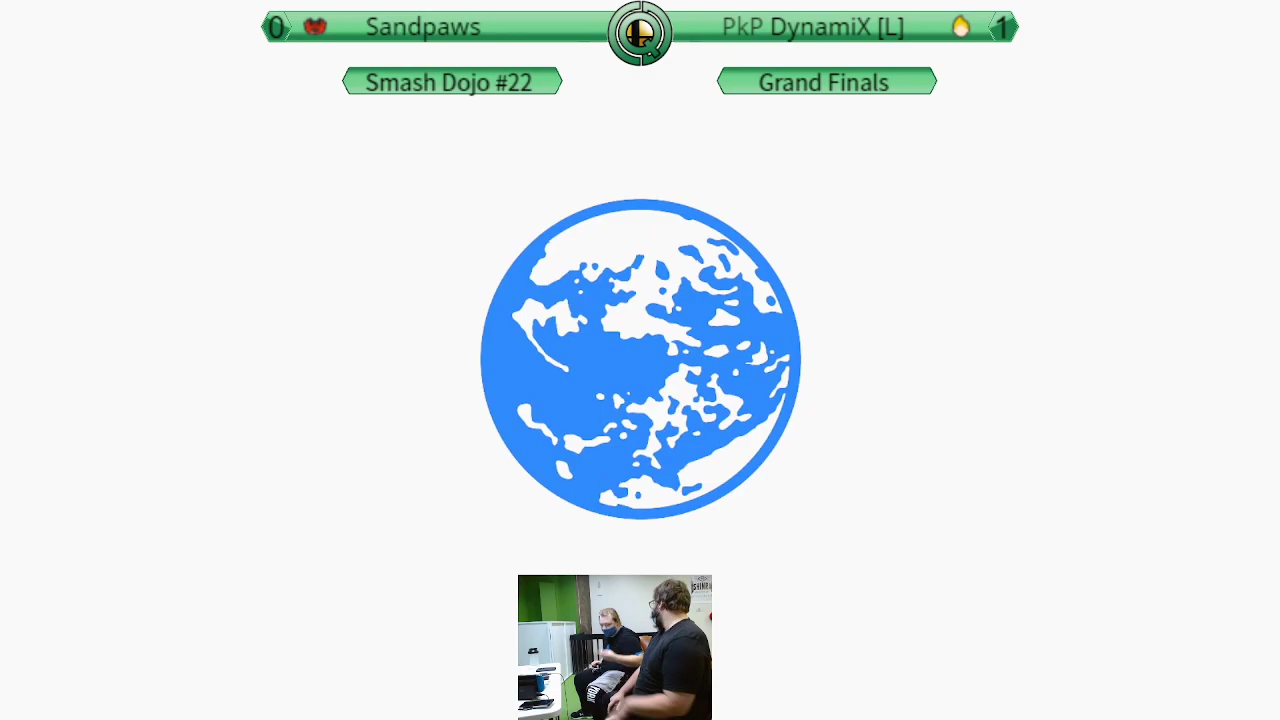 0 Sandpaws
PkP DynamiX [L] 1
Smash Dojo #22
Grand Finals